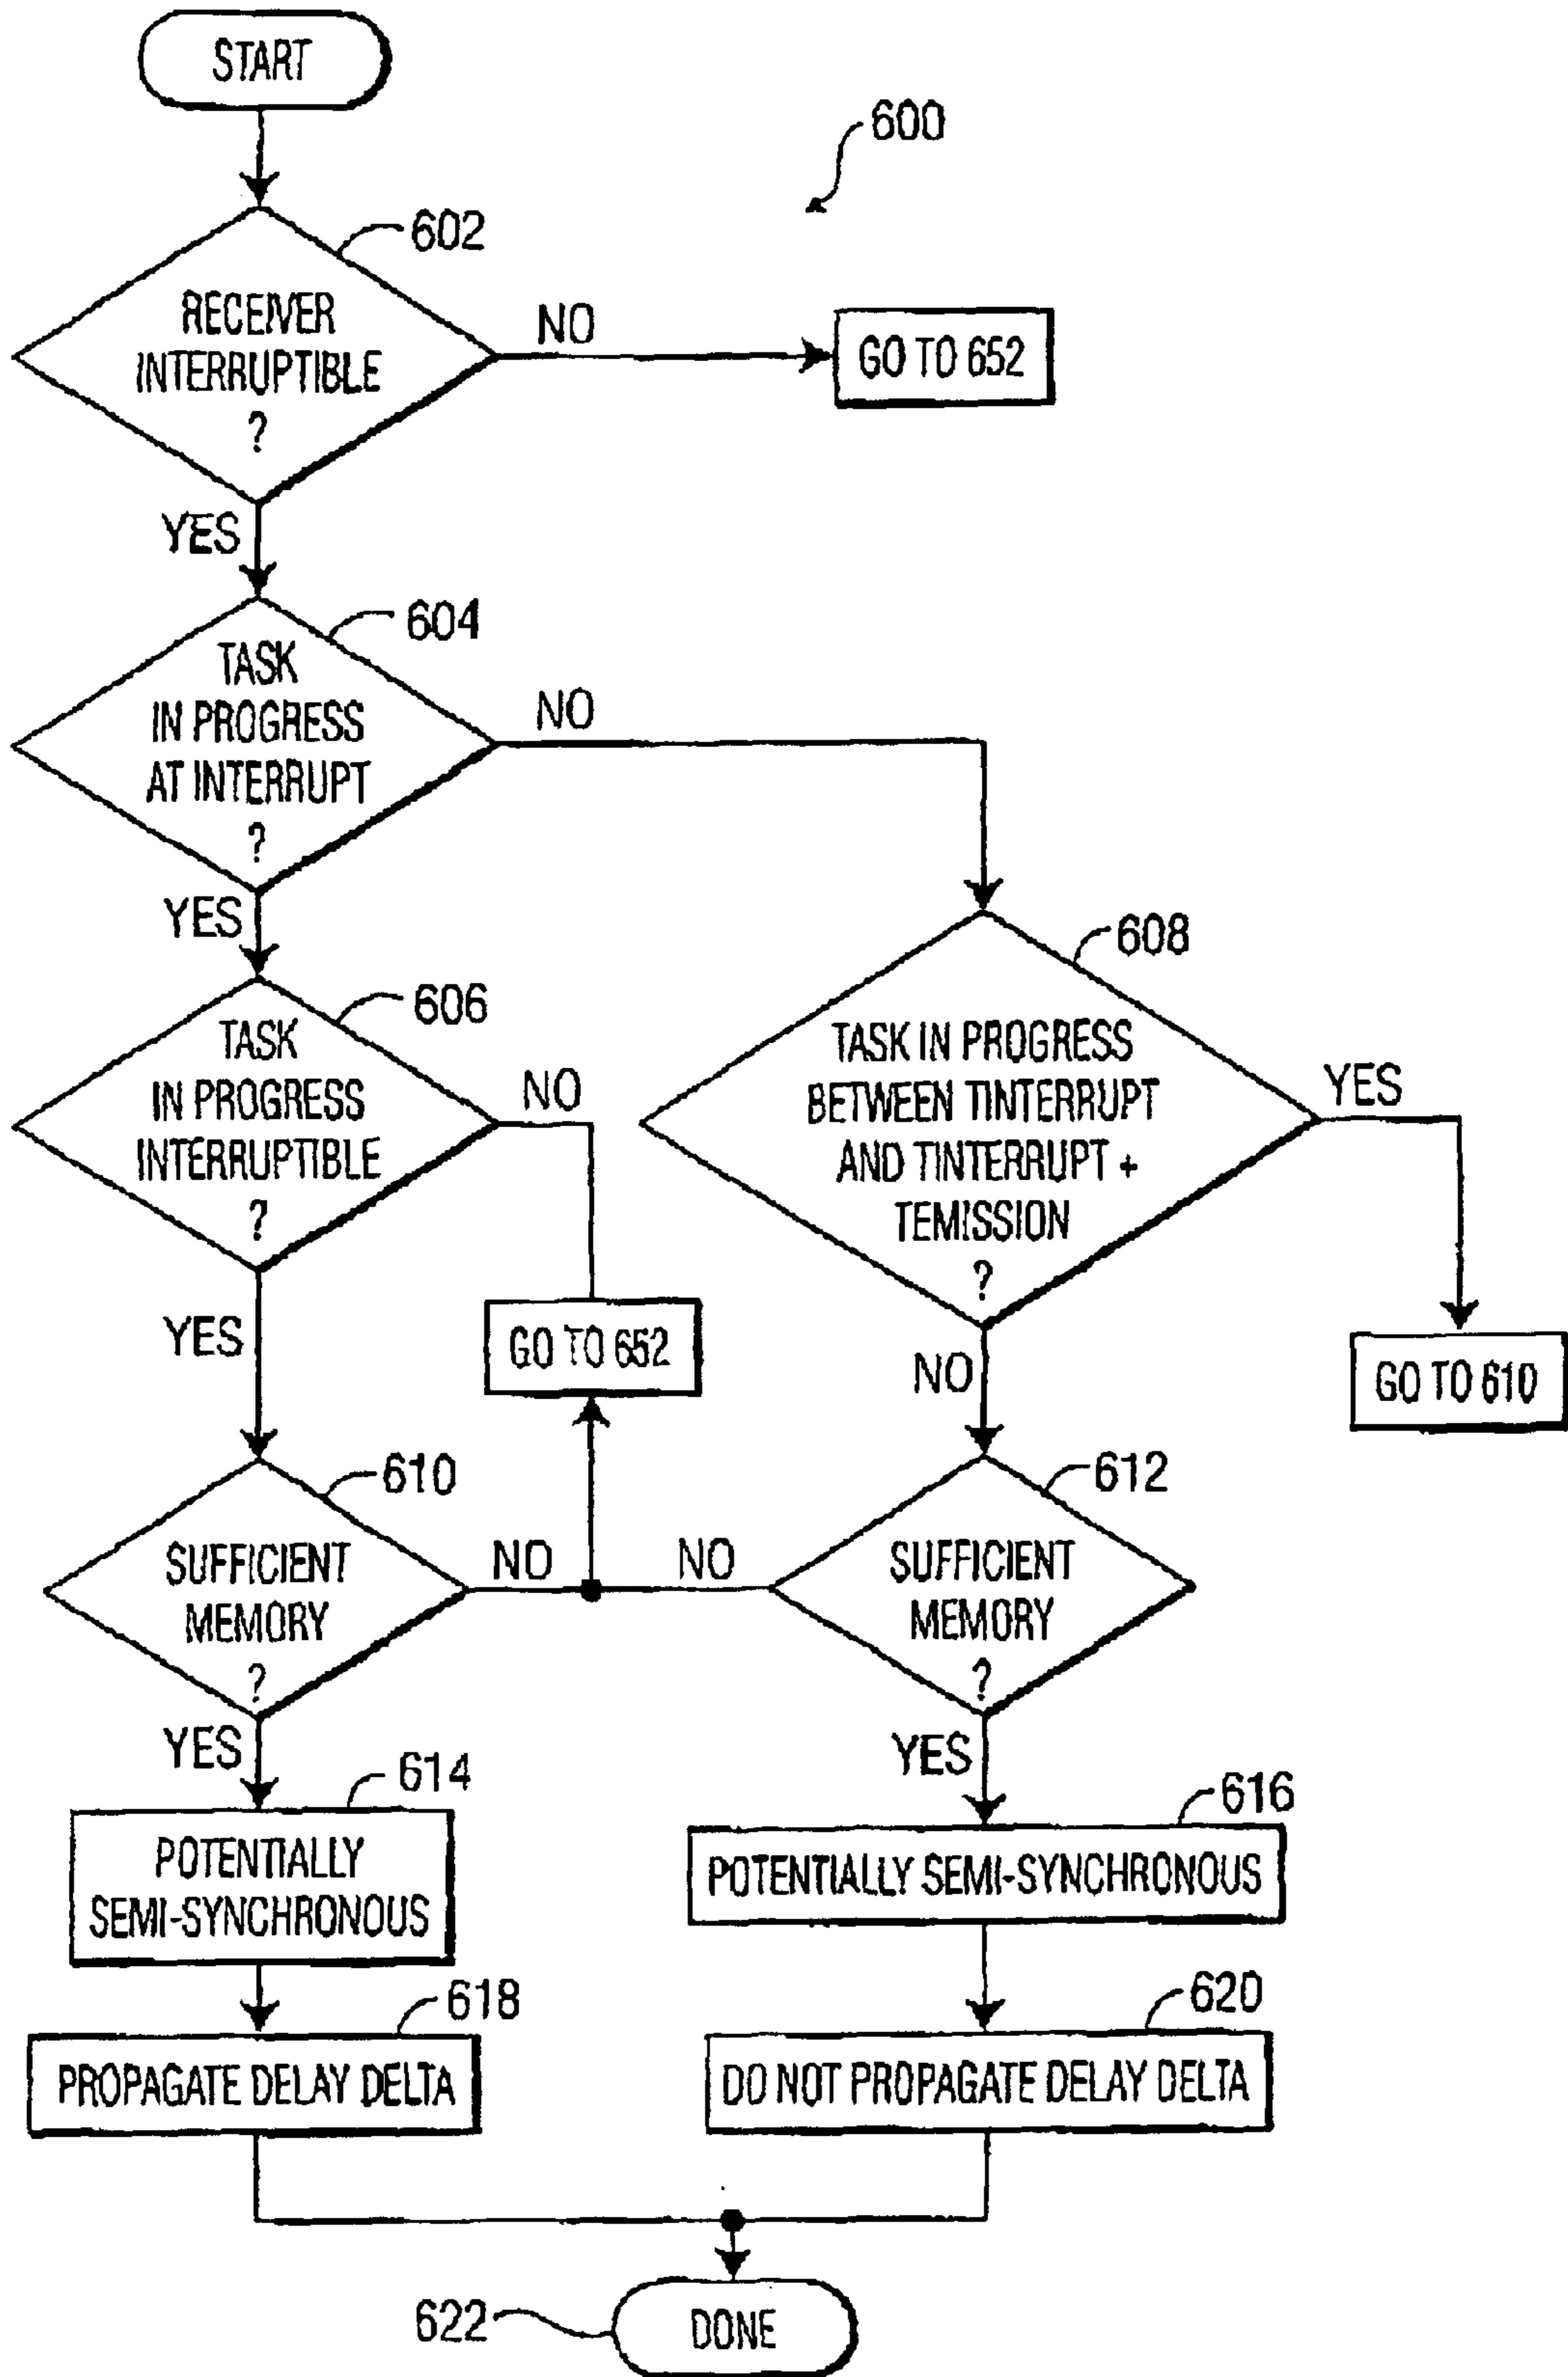 START
600
602
RECEIVER
INTERRUPTIBLE
?
NO
GO TO 652
YES
604
TASK
IN PROGRESS
AT INTERRUPT
?
NO
YES
608
TASK IN PROGRESS
BETWEEN TINTERRUPT
AND TINTERRUPT +
TEMISSION
?
YES
GO TO 610
NO
606
TASK
IN PROGRESS
INTERRUPTIBLE
?
NO
GO TO 652
YES
610
SUFFICIENT
MEMORY
?
NO
NO
612
SUFFICIENT
MEMORY
?
YES
614
POTENTIALLY
SEMI-SYNCHRONOUS
YES
616
POTENTIALLY SEMI-SYNCHRONOUS
618
PROPAGATE DELAY DELTA
620
DO NOT PROPAGATE DELAY DELTA
622
DONE